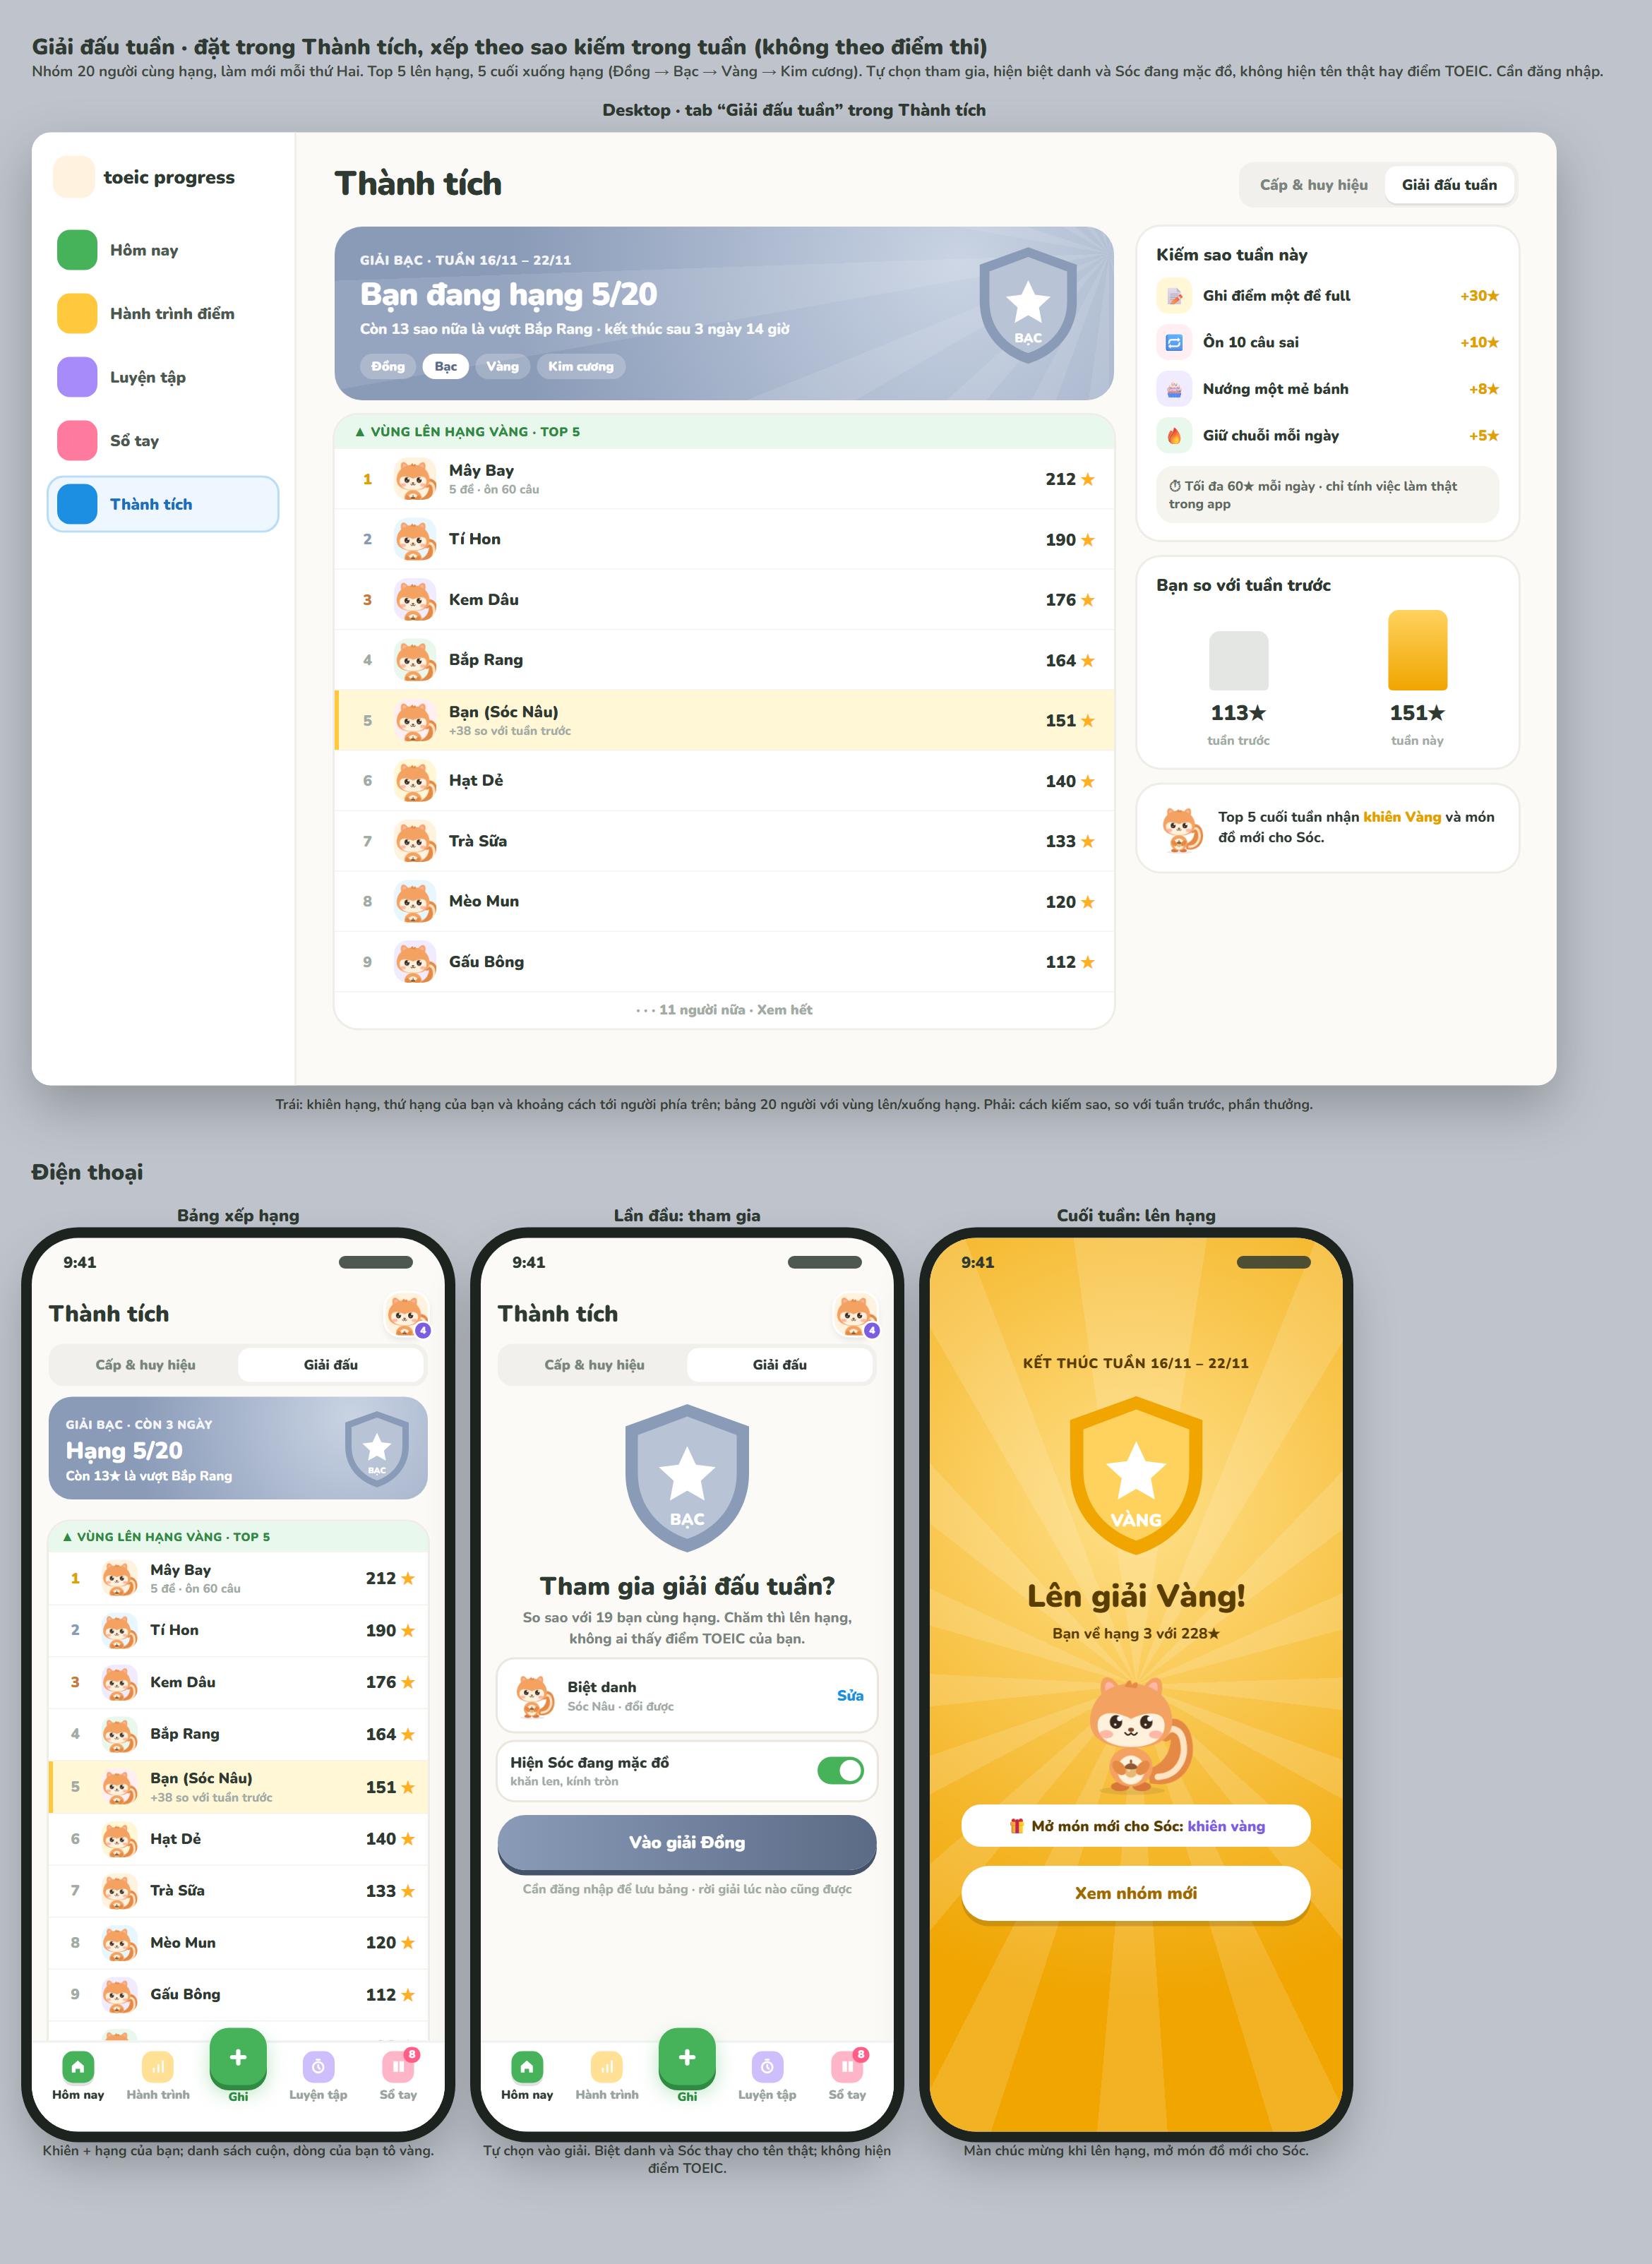 Giải đấu tuần · đặt trong Thành tích, xếp theo sao kiếm trong tuần (không theo điểm thi)
Nhóm 20 người cùng hạng, làm mới mỗi thứ Hai. Top 5 lên hạng, 5 cuối xuống hạng (Đồng → Bạc → Vàng → Kim cương). Tự chọn tham gia, hiện biệt danh và Sóc đang mặc đồ, không hiện tên thật hay điểm TOEIC. Cần đăng nhập.
Desktop · tab “Giải đấu tuần” trong Thành tích
toeic progress
Hôm nay
Hành trình điểm
Luyện tập
Sổ tay
Thành tích
Thành tích
Cấp & huy hiệu
Giải đấu tuần
GIẢI BẠC · TUẦN 16/11 – 22/11
Bạn đang hạng 5/20
Còn 13 sao nữa là vượt Bắp Rang · kết thúc sau 3 ngày 14 giờ
Đồng
Bạc
Vàng
Kim cương
BẠC
▲ VÙNG LÊN HẠNG VÀNG · TOP 5
1
Mây Bay
5 đề · ôn 60 câu
212 ★
2
Tí Hon
190 ★
3
Kem Dâu
176 ★
4
Bắp Rang
164 ★
5
Bạn (Sóc Nâu)
+38 so với tuần trước
151 ★
6
Hạt Dẻ
140 ★
7
Trà Sữa
133 ★
8
Mèo Mun
120 ★
9
Gấu Bông
112 ★
· · · 11 người nữa · Xem hết
Kiếm sao tuần này
Ghi điểm một đề full
+30★
Ôn 10 câu sai
+10★
Nướng một mẻ bánh
+8★
Giữ chuỗi mỗi ngày
+5★
⏱ Tối đa 60★ mỗi ngày · chỉ tính việc làm thật
trong app
Bạn so với tuần trước
113★
tuần trước
151★
tuần này
Top 5 cuối tuần nhận khiên Vàng và món
đồ mới cho Sóc.
Trái: khiên hạng, thứ hạng của bạn và khoảng cách tới người phía trên; bảng 20 người với vùng lên/xuống hạng. Phải: cách kiếm sao, so với tuần trước, phần thưởng.
Điện thoại
Bảng xếp hạng
9:41
Thành tích
4
Cấp & huy hiệu
Giải đấu
GIẢI BẠC · CÒN 3 NGÀY
Hạng 5/20
Còn 13★ là vượt Bắp Rang
BẠC
▲ VÙNG LÊN HẠNG VÀNG · TOP 5
1
Mây Bay
5 đề · ôn 60 câu
212 ★
2
Tí Hon
190 ★
3
Kem Dâu
176 ★
4
Bắp Rang
164 ★
5
Bạn (Sóc Nâu)
+38 so với tuần trước
151 ★
6
Hạt Dẻ
140 ★
7
Trà Sữa
133 ★
8
Mèo Mun
120 ★
9
Gấu Bông
112 ★
Hôm nay
Hành trình
Ghi
Luyện tập
8
Sổ tay
Khiên + hạng của bạn; danh sách cuộn, dòng của bạn tô vàng.
Lần đầu: tham gia
9:41
Thành tích
4
Cấp & huy hiệu
Giải đấu
BẠC
Tham gia giải đấu tuần?
So sao với 19 bạn cùng hạng. Chăm thì lên hạng,
không ai thấy điểm TOEIC của bạn.
Biệt danh
Sóc Nâu · đổi được
Sửa
Hiện Sóc đang mặc đồ
khăn len, kính tròn
Vào giải Đồng
Cần đăng nhập để lưu bảng · rời giải lúc nào cũng được
Hôm nay
Hành trình
Ghi
Luyện tập
8
Sổ tay
Tự chọn vào giải. Biệt danh và Sóc thay cho tên thật; không hiện
điểm TOEIC.
Cuối tuần: lên hạng
9:41
KẾT THÚC TUẦN 16/11 – 22/11
VÀNG
Lên giải Vàng!
Bạn về hạng 3 với 228★
Mở món mới cho Sóc: khiên vàng
Xem nhóm mới
Màn chúc mừng khi lên hạng, mở món đồ mới cho Sóc.